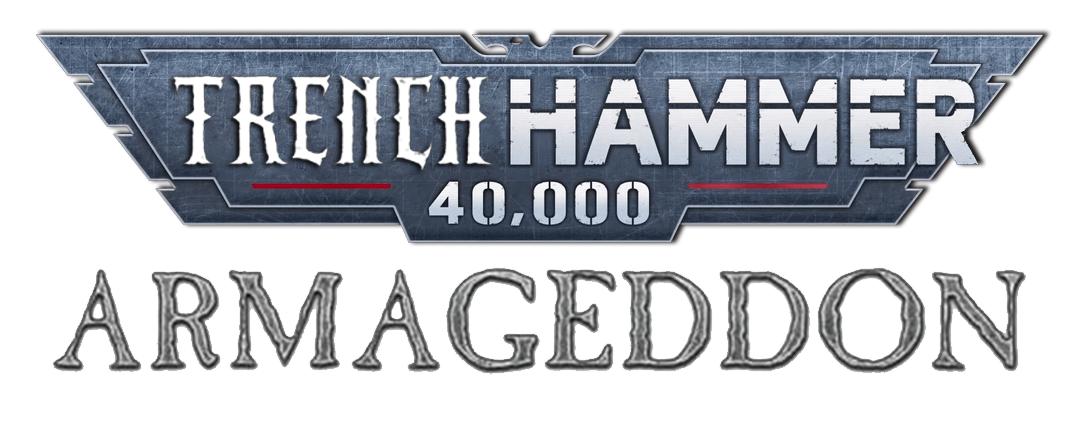 TRENCH HAMMER
40,000
ARMAGEDDON